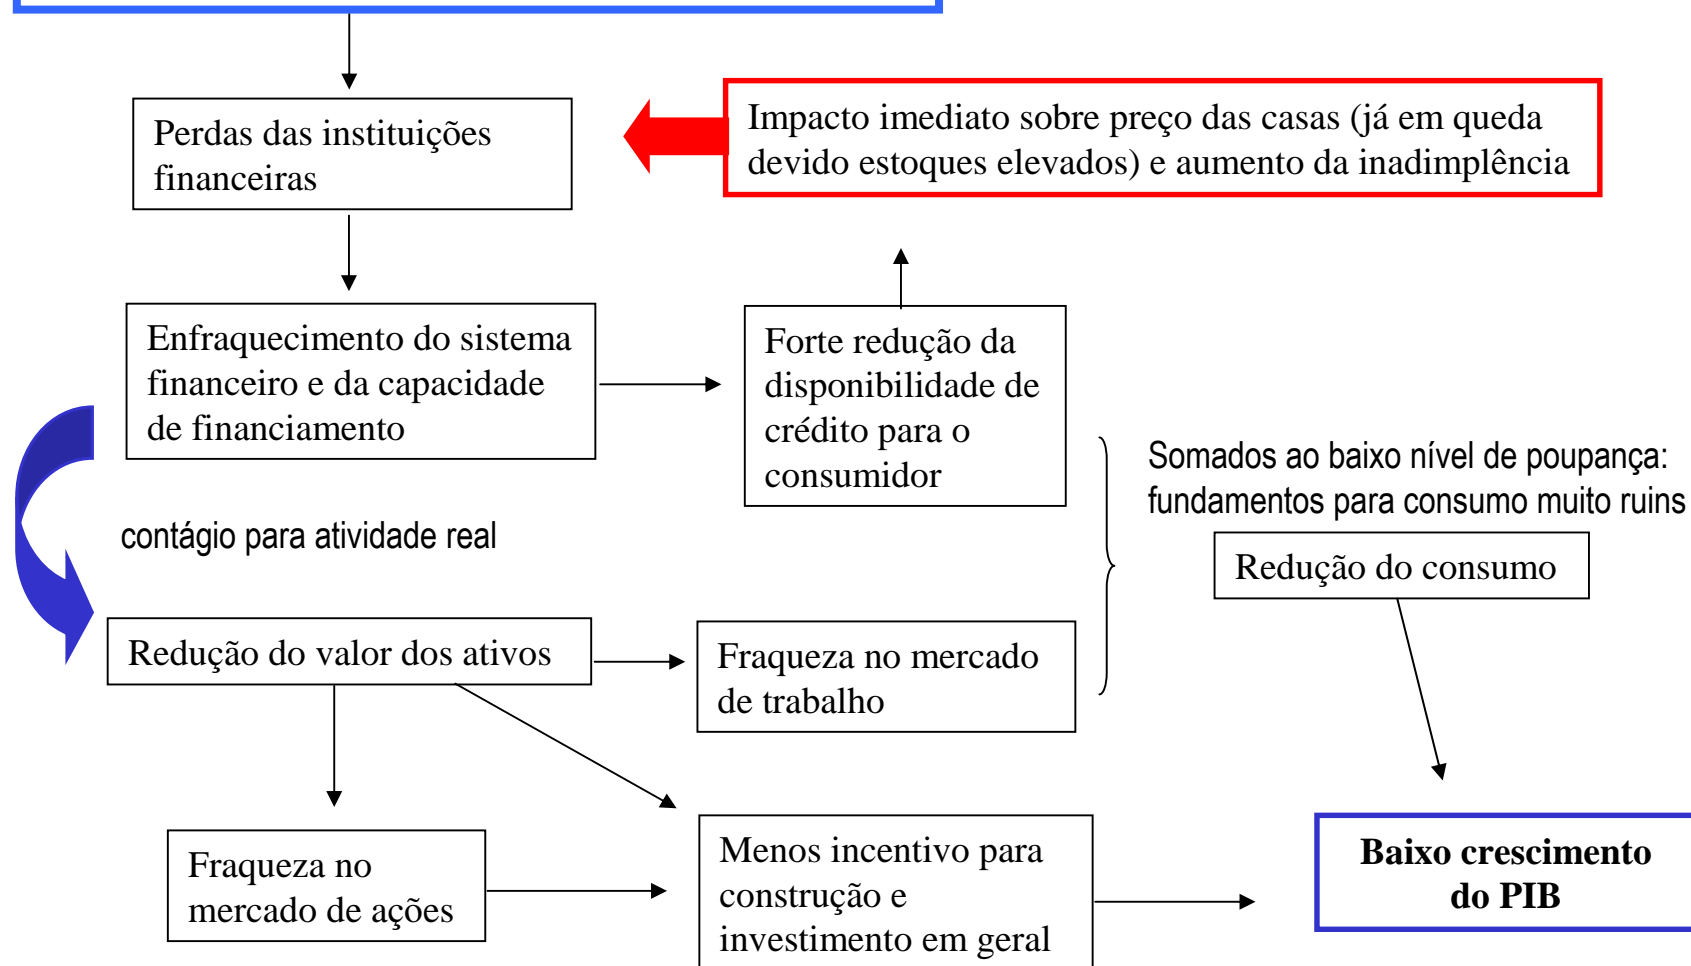 Perdas das instituições
financeiras
Impacto imediato sobre preço das casas (já em queda
devido estoques elevados) e aumento da inadimplência
Enfraquecimento do sistema
financeiro e da capacidade
de financiamento
Forte redução da
disponibilidade de
crédito para o
consumidor
Somados ao baixo nível de poupança:
fundamentos para consumo muito ruins
contágio para atividade real
Redução do consumo
Redução do valor dos ativos
Fraqueza no mercado
de trabalho
Fraqueza no
mercado de ações
Menos incentivo para
construção e
investimento em geral
Baixo crescimento
do PIB